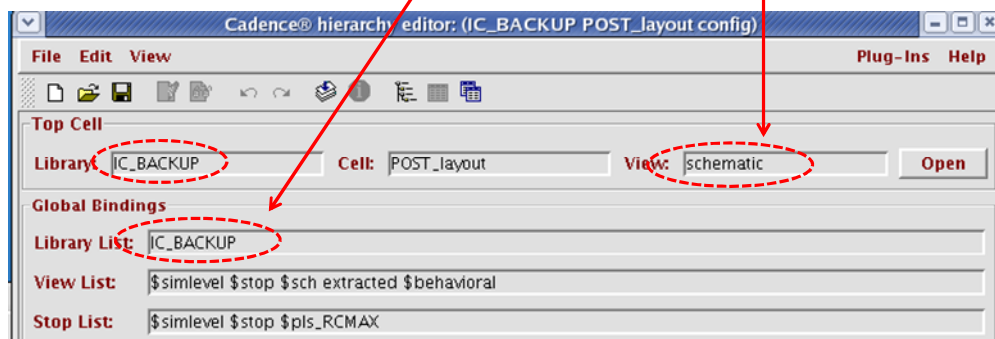 Cadence® hierarchy editor: (IC_BACKUP POST_layout config)
File Edit View Plug-Ins Help
Top Cell
Library: IC_BACKUP Cell: POST_layout View: schematic Open
Global Bindings
Library List: IC_BACKUP
View List: $simlevel $stop $sch extracted $behavioral
Stop List: $simlevel $stop $pls_RCMAX